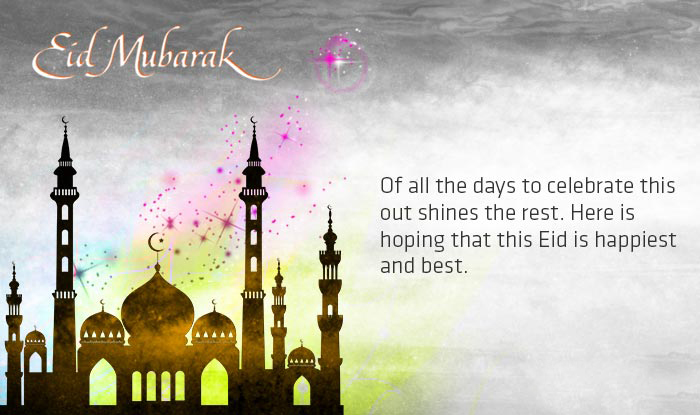 Eid Mubarak
Of all the days to celebrate this
out shines the rest. Here is
hoping that this Eid is happiest
and best.